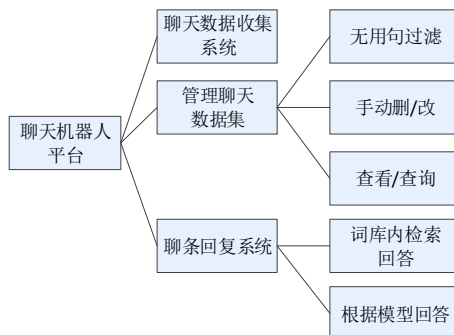 聊天数据收集
系统
无用句过滤
管理聊天
数据集
手动删/改
聊天机器人
平台
查看/查询
聊条回复系统
词库内检索
回答
根据模型回答